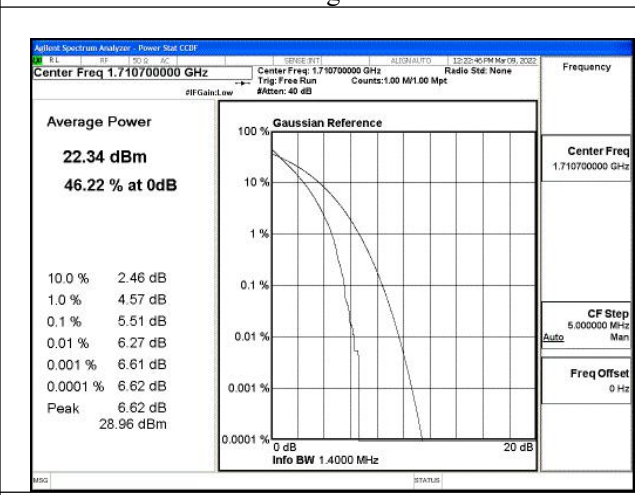 Agilent Spectrum Analyzer - Power Stat CCDF
RL RF 50 Ω AC SENSE:INT ALIGN AUTO 12:22:46 PM Mar 09, 2022
Center Freq 1.710700000 GHz
Center Freq: 1.710700000 GHz Radio Std: None
Trig: Free Run Counts:1.00 M/1.00 Mpt
#IFGain:Low #Atten: 40 dB
Frequency
Average Power
22.34 dBm
46.22 % at 0dB
10.0 % 2.46 dB
1.0 % 4.57 dB
0.1 % 5.51 dB
0.01 % 6.27 dB
0.001 % 6.61 dB
0.0001 % 6.62 dB
Peak 6.62 dB
28.96 dBm
Gaussian Reference
100 %
10 %
1 %
0.1 %
0.01 %
0.001 %
0.0001 %
0 dB 20 dB
Info BW 1.4000 MHz
Center Freq
1.710700000 GHz
CF Step
5.000000 MHz
Auto Man
Freq Offset
0 Hz
MSG STATUS